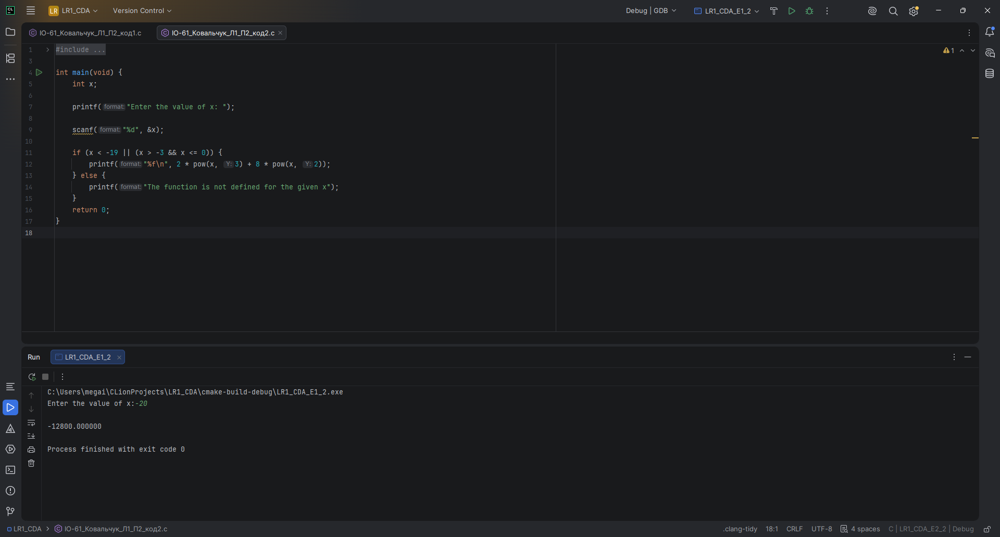 LR LR1_CDA Version Control Debug | GDB LR1_CDA_E1_2
IO-61_Ковальчук_Л1_П2_код1.c IO-61_Ковальчук_Л1_П2_код2.c
1 #include ... 1
3
4 int main(void) {
5 int x;
6
7 printf(format: "Enter the value of x: ");
8
9 scanf(format: "%d", &x);
10
11 if (x < -19 || (x > -3 && x <= 0)) {
12 printf(format: "%f\n", 2 * pow(x, Y: 3) + 8 * pow(x, Y: 2));
13 } else {
14 printf(format: "The function is not defined for the given x");
15 }
16 return 0;
17 }
18
Run LR1_CDA_E1_2
C:\Users\megai\CLionProjects\LR1_CDA\cmake-build-debug\LR1_CDA_E1_2.exe
Enter the value of x:-20
-12800.000000
Process finished with exit code 0
LR1_CDA IO-61_Ковальчук_Л1_П2_код2.c .clang-tidy 18:1 CRLF UTF-8 4 spaces C | LR1_CDA_E2_2 | Debug